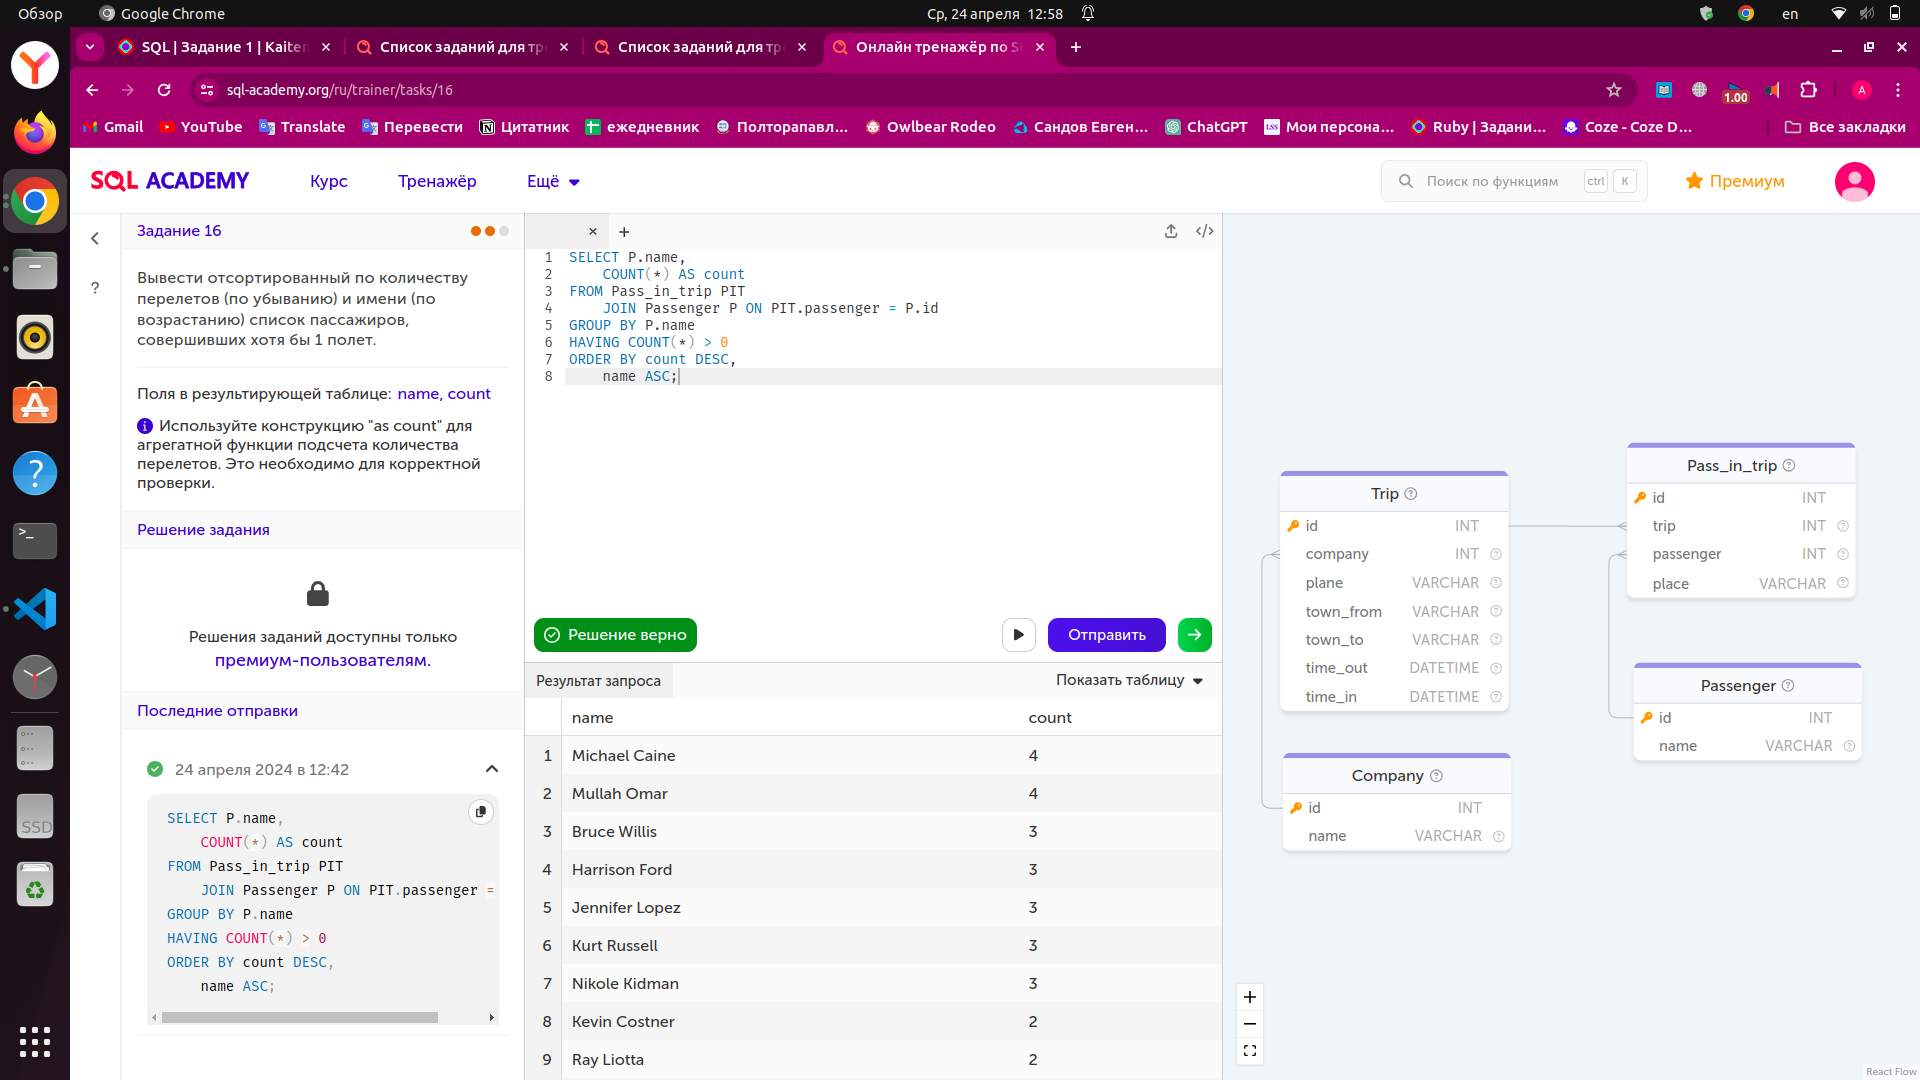 Обзор
Google Chrome
Ср, 24 апреля 12:58
en
SQL | Задание 1 | Kaiten
Список заданий для тр
Список заданий для тр
Онлайн тренажёр по S
sql-academy.org/ru/trainer/tasks/16
1.00
A
Gmail
YouTube
Translate
Перевести
Цитатник
ежедневник
Полторапавл...
Owlbear Rodeo
Сандов Евген...
ChatGPT
Мои персона...
Ruby | Задани...
Coze - Coze D...
Все закладки
SQL ACADEMY
Курс
Тренажёр
Ещё
Поиск по функциям
ctrl
K
Премиум
Задание 16
?
Вывести отсортированный по количеству
перелетов (по убыванию) и имени (по
возрастанию) список пассажиров,
совершивших хотя бы 1 полет.
Поля в результирующей таблице: name, count
Используйте конструкцию "as count" для
агрегатной функции подсчета количества
перелетов. Это необходимо для корректной
проверки.
Решение задания
Решения заданий доступны только
премиум-пользователям.
Последние отправки
24 апреля 2024 в 12:42
SELECT P.name,
COUNT(*) AS count
FROM Pass_in_trip PIT
JOIN Passenger P ON PIT.passenger =
GROUP BY P.name
HAVING COUNT(*) > 0
ORDER BY count DESC,
name ASC;
1 SELECT P.name,
2 COUNT(*) AS count
3 FROM Pass_in_trip PIT
4 JOIN Passenger P ON PIT.passenger = P.id
5 GROUP BY P.name
6 HAVING COUNT(*) > 0
7 ORDER BY count DESC,
8 name ASC;
Решение верно
Отправить
Результат запроса
Показать таблицу
name count
1 Michael Caine 4
2 Mullah Omar 4
3 Bruce Willis 3
4 Harrison Ford 3
5 Jennifer Lopez 3
6 Kurt Russell 3
7 Nikole Kidman 3
8 Kevin Costner 2
9 Ray Liotta 2
Trip
id INT
company INT
plane VARCHAR
town_from VARCHAR
town_to VARCHAR
time_out DATETIME
time_in DATETIME
Company
id INT
name VARCHAR
Pass_in_trip
id INT
trip INT
passenger INT
place VARCHAR
Passenger
id INT
name VARCHAR
React Flow
SSD